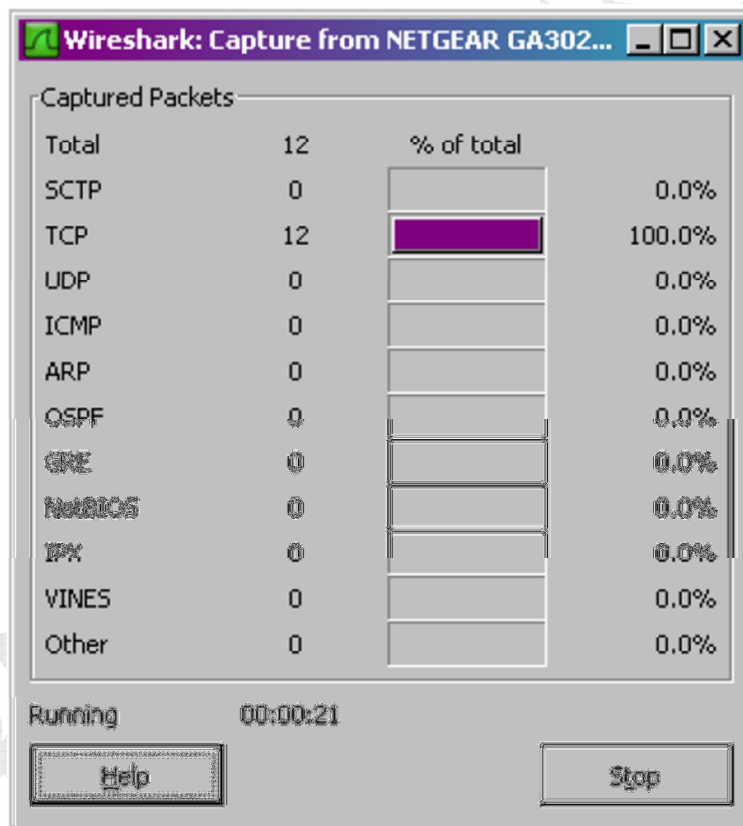 Wireshark: Capture from NETGEAR GA302...
Captured Packets
Total 12 % of total
SCTP 0 0.0%
TCP 12 100.0%
UDP 0 0.0%
ICMP 0 0.0%
ARP 0 0.0%
OSPF 0 0.0%
GRE 0 0.0%
NetBIOS 0 0.0%
IPX 0 0.0%
VINES 0 0.0%
Other 0 0.0%
Running 00:00:21
Help Stop